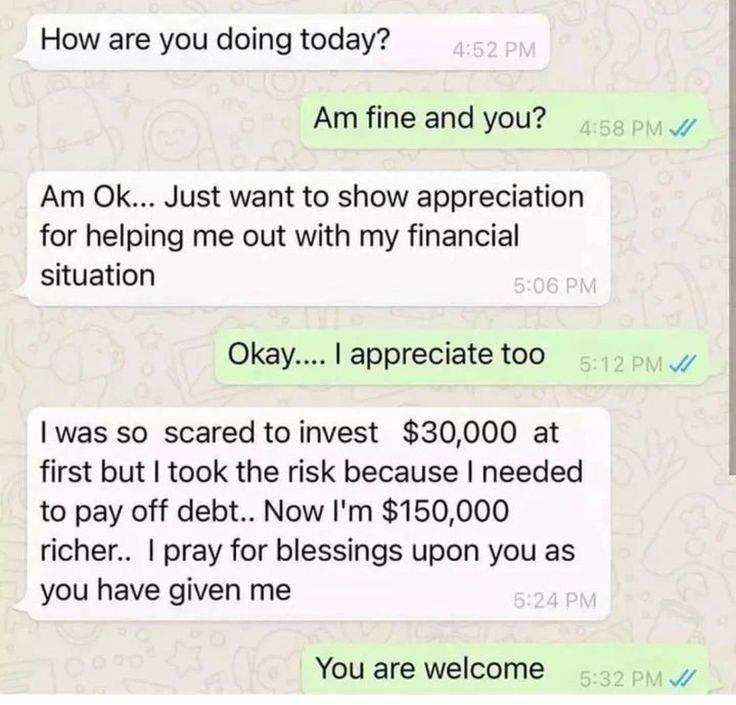 How are you doing today?
4:52 PM
Am fine and you?
4:58 PM
Am Ok... Just want to show appreciation
for helping me out with my financial
situation
5:06 PM
Okay.... I appreciate too
5:12 PM
I was so scared to invest $30,000 at
first but I took the risk because I needed
to pay off debt.. Now I'm $150,000
richer.. I pray for blessings upon you as
you have given me
5:24 PM
You are welcome
5:32 PM